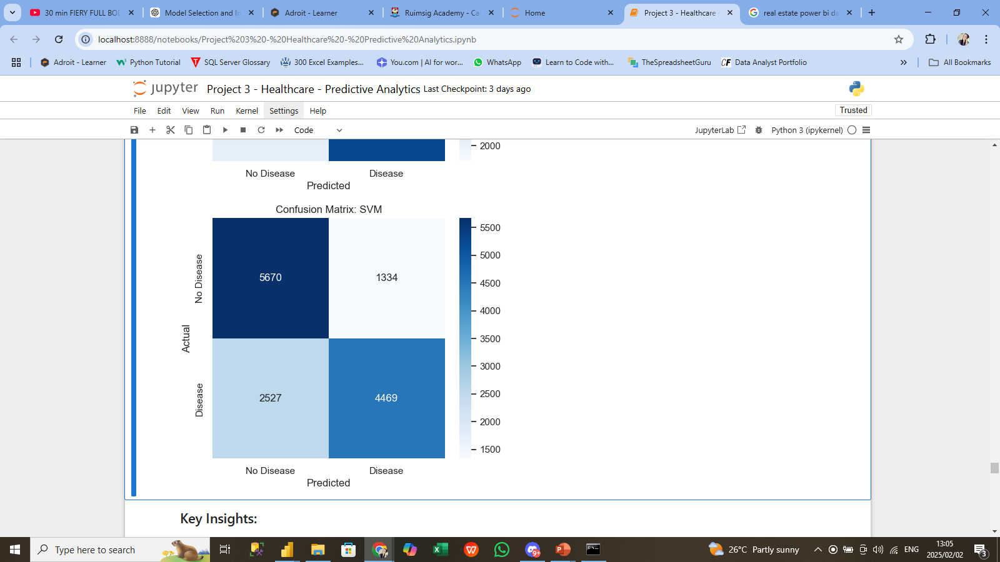 30 min FIERY FULL BOD
Model Selection and In
Adroit - Learner
Ruimsig Academy - Ca
Home
Project 3 - Healthcare
real estate power bi da
localhost:8888/notebooks/Project%203%20-%20Healthcare%20-%20Predictive%20Analytics.ipynb
Adroit - Learner
Python Tutorial
SQL Server Glossary
300 Excel Examples...
You.com | AI for wor...
WhatsApp
Learn to Code with...
TheSpreadsheetGuru
CF Data Analyst Portfolio
All Bookmarks
jupyter Project 3 - Healthcare - Predictive Analytics Last Checkpoint: 3 days ago
File Edit View Run Kernel Settings Help
Trusted
Code
JupyterLab
Python 3 (ipykernel)
2000
No Disease Disease
Predicted
Confusion Matrix: SVM
5500
5000
4500
4000
3500
3000
2500
2000
1500
No Disease
Disease
Actual
5670 1334
2527 4469
No Disease Disease
Predicted
Key Insights:
Type here to search
9+
26°C Partly sunny
ENG
13:05
2025/02/02
3